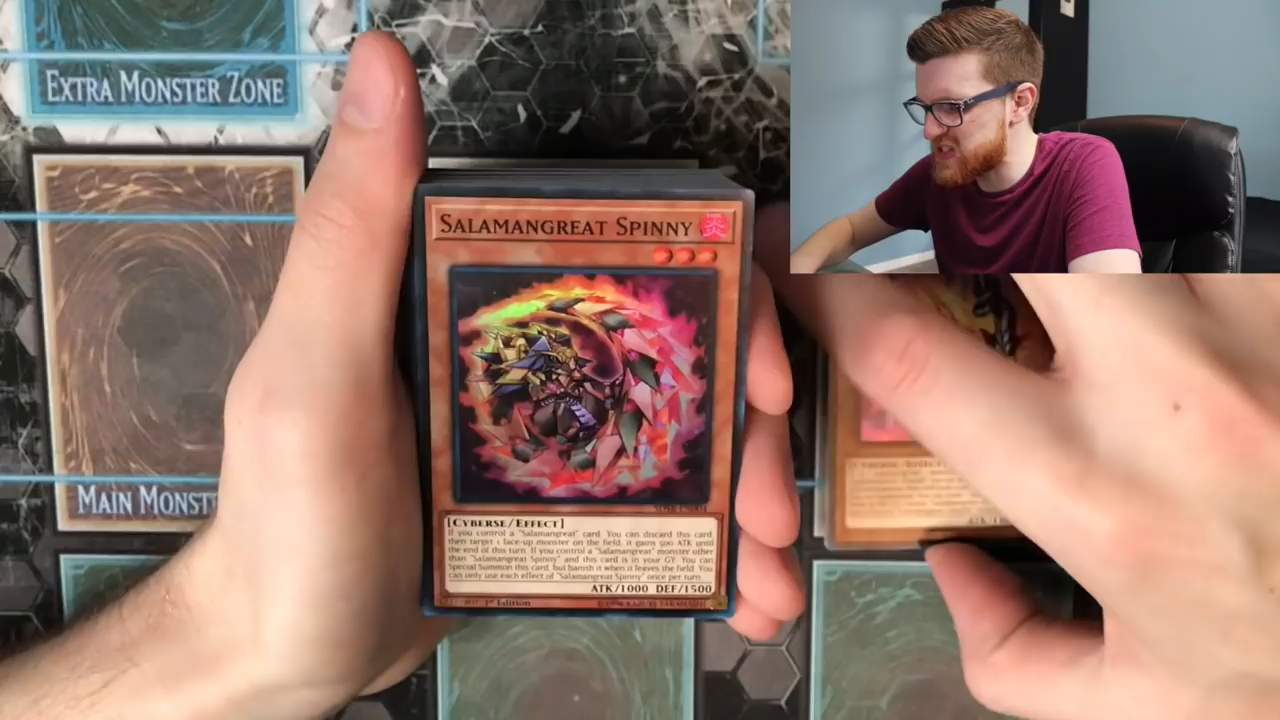 EXTRA MONSTER ZONE
SALAMANGREAT SPINNY
炎
MAIN MONST
[CYBERSE/EFFECT]
If you control a "Salamangreat" card. You can discard this card
then target 1 face-up monster on the field, it gains 500 ATK until
the end of this turn. If you control a "Salamangreat" monster other
than "Salamangreat Spinny" and this card is in your GY: You can
Special Summon this card, but banish it when it leaves the field. You
can only use each effect of "Salamangreat Spinny" once per turn.
ATK/1000 DEF/1500
1st Edition